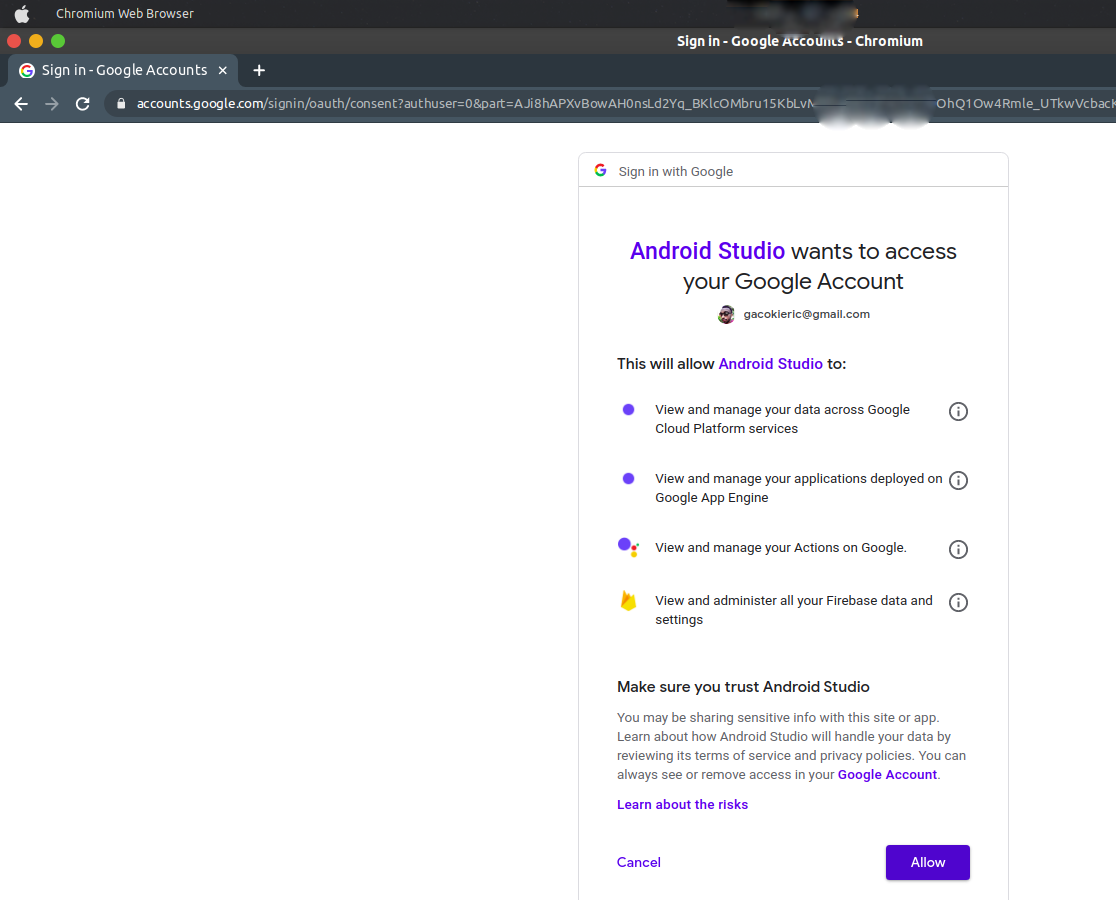 Chromium Web Browser
Sign in - Google Accounts - Chromium
Sign in - Google Accounts
accounts.google.com/signin/oauth/consent?authuser=0&part=AJi8hAPXvBowAH0nsLd2Yq_BKlcOMbru15KbLvM OhQ1Ow4Rmle_UTkwVcbacK
Sign in with Google
Android Studio wants to access
your Google Account
gacokieric@gmail.com
This will allow Android Studio to:
View and manage your data across Google
Cloud Platform services
View and manage your applications deployed on
Google App Engine
View and manage your Actions on Google.
View and administer all your Firebase data and
settings
Make sure you trust Android Studio
You may be sharing sensitive info with this site or app.
Learn about how Android Studio will handle your data by
reviewing its terms of service and privacy policies. You can
always see or remove access in your Google Account.
Learn about the risks
Cancel
Allow